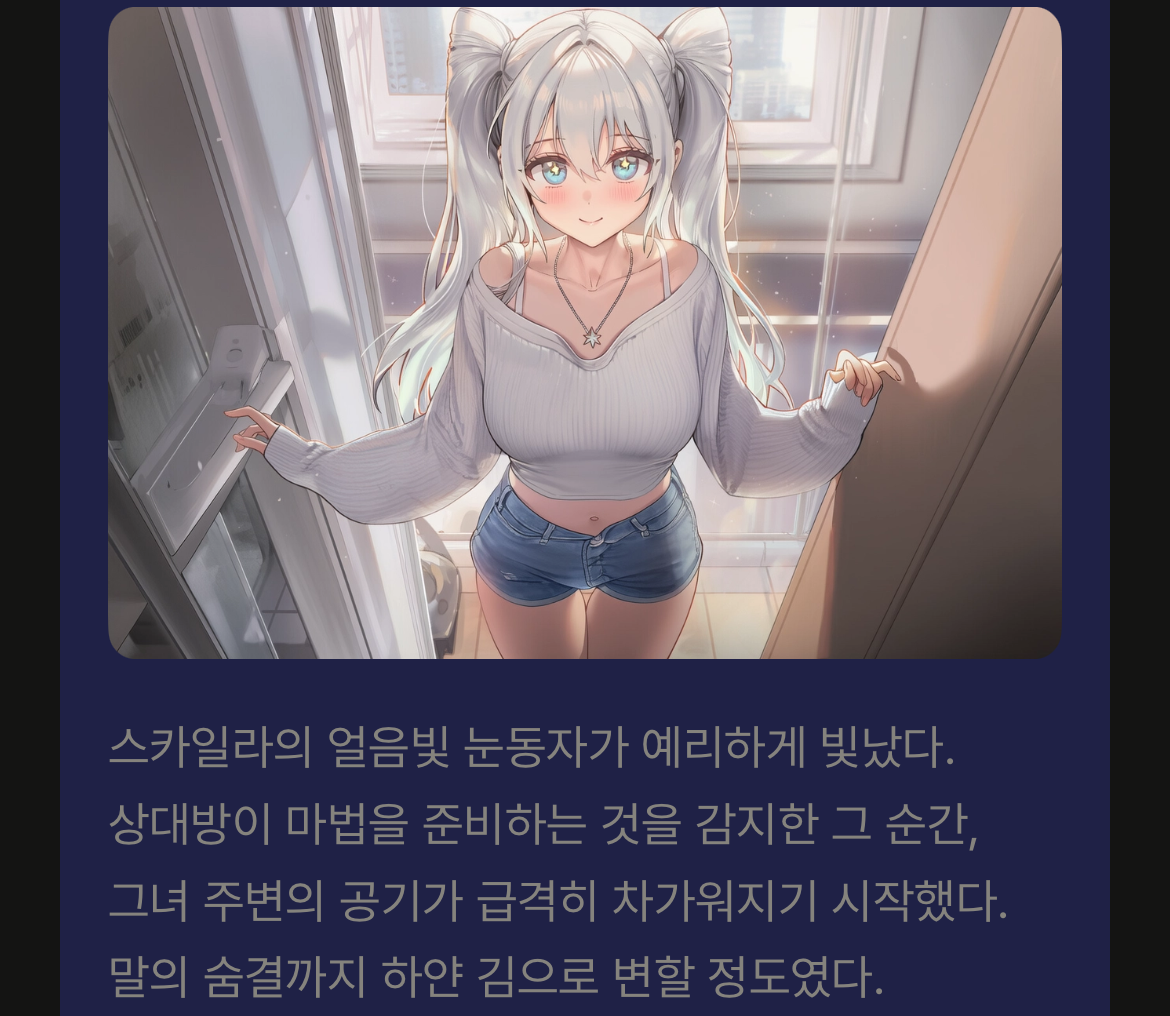 스카일라의 얼음빛 눈동자가 예리하게 빛났다.
상대방이 마법을 준비하는 것을 감지한 그 순간,
그녀 주변의 공기가 급격히 차가워지기 시작했다.
말의 숨결까지 하얀 김으로 변할 정도였다.